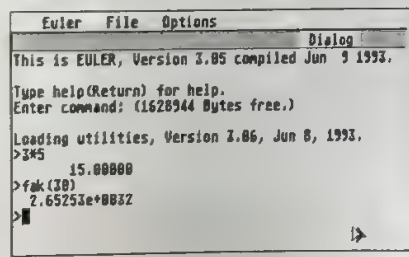 Euler File Options
Dialog
This is EULER, Version 3.05 compiled Jun 9 1993.
Type help(Return) for help.
Enter command: (1628944 Bytes free.)
Loading utilities, Version 3.06, Jun 8, 1993.
>3*5
15.00000
>fak(30)
2.65253e+0032
>